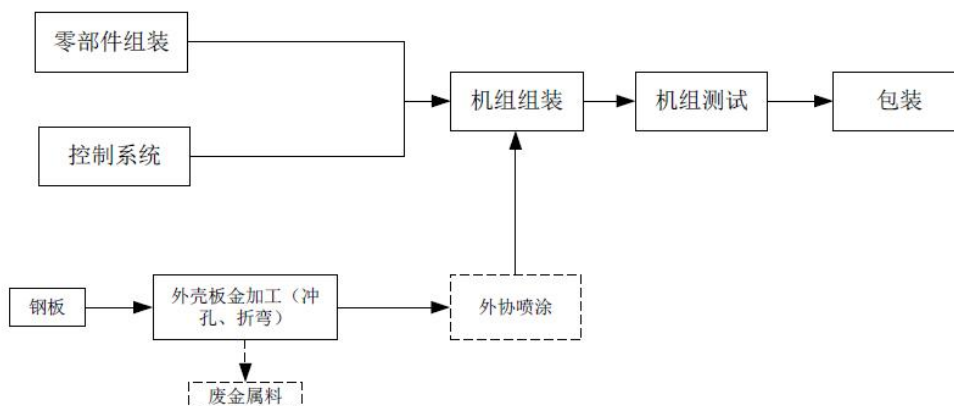 零部件组装
机组组装
机组测试
包装
控制系统
钢板
外壳板金加工（冲
孔、折弯）
外协喷涂
废金属料